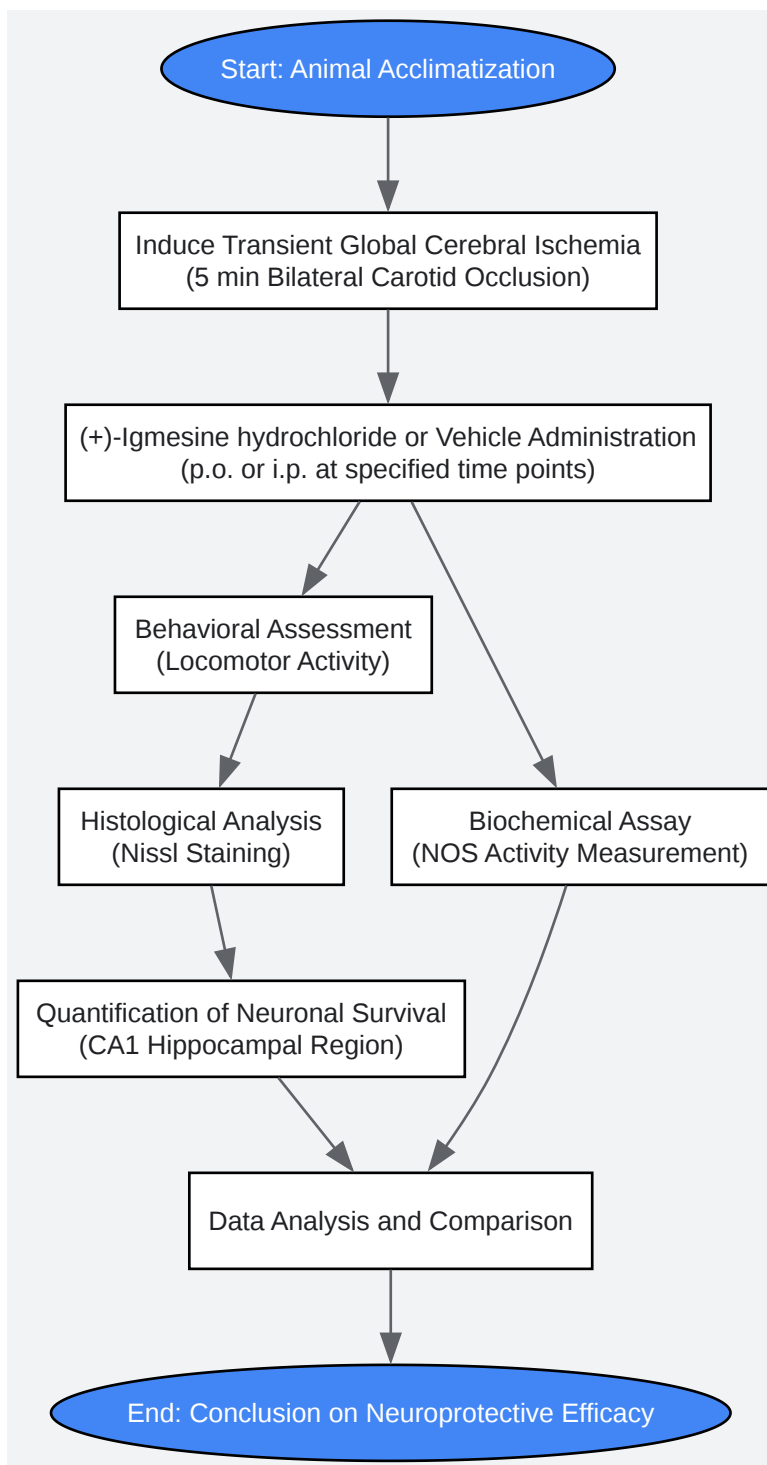 Start: Animal Acclimatization
Induce Transient Global Cerebral Ischemia
(5 min Bilateral Carotid Occlusion)
(+)-Igmesine hydrochloride or Vehicle Administration
(p.o. or i.p. at specified time points)
Behavioral Assessment
(Locomotor Activity)
Histological Analysis
(Nissl Staining)
Biochemical Assay
(NOS Activity Measurement)
Quantification of Neuronal Survival
(CA1 Hippocampal Region)
Data Analysis and Comparison
End: Conclusion on Neuroprotective Efficacy